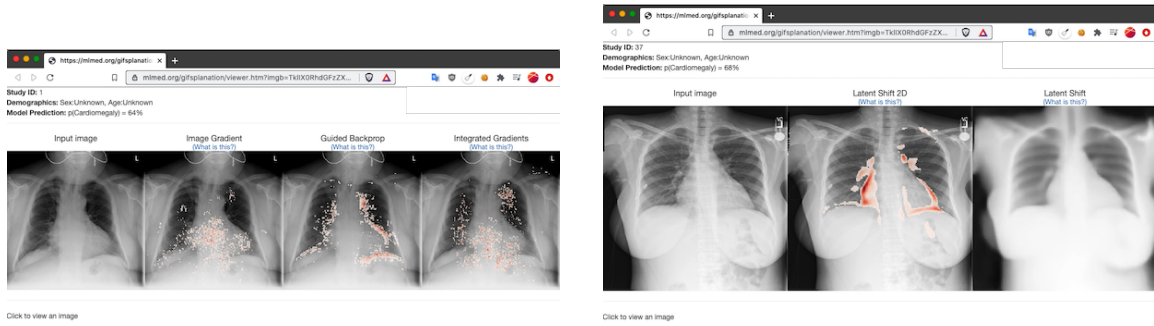 https://mlmed.org/gifsplanatio
mlmed.org/gifsplanation/viewer.htm?imgb=TkIIX0RhdGFzZX...
Study ID: 1
Demographics: Sex:Unknown, Age:Unknown
Model Prediction: p(Cardiomegaly) = 64%
Input image
Image Gradient
(What is this?)
Guided Backprop
(What is this?)
Integrated Gradients
(What is this?)
L
L
L
L
Click to view an image
https://mlmed.org/gifsplanation
mlmed.org/gifsplanation/viewer.htm?imgb=TkIIX0RhdGFzZX...
Study ID: 37
Demographics: Sex:Unknown, Age:Unknown
Model Prediction: p(Cardiomegaly) = 68%
Input image
Latent Shift 2D
(What is this?)
Latent Shift
(What is this?)
Click to view an image